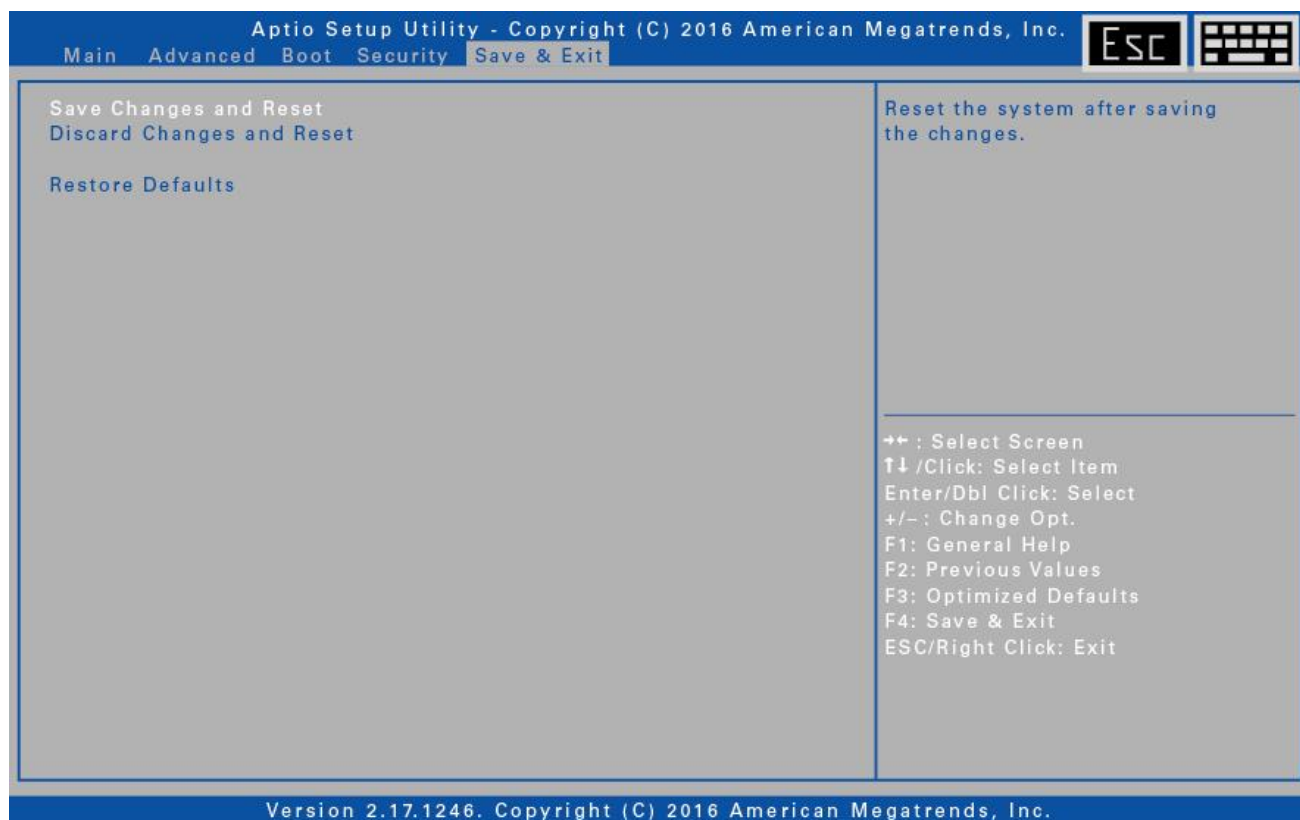 Aptio Setup Utility - Copyright (C) 2016 American Megatrends, Inc.
Esc
Main Advanced Boot Security Save & Exit
Save Changes and Reset
Discard Changes and Reset
Restore Defaults
Reset the system after saving
the changes.
→← : Select Screen
↑↓ /Click: Select Item
Enter/Dbl Click: Select
+/– : Change Opt.
F1: General Help
F2: Previous Values
F3: Optimized Defaults
F4: Save & Exit
ESC/Right Click: Exit
Version 2.17.1246. Copyright (C) 2016 American Megatrends, Inc.